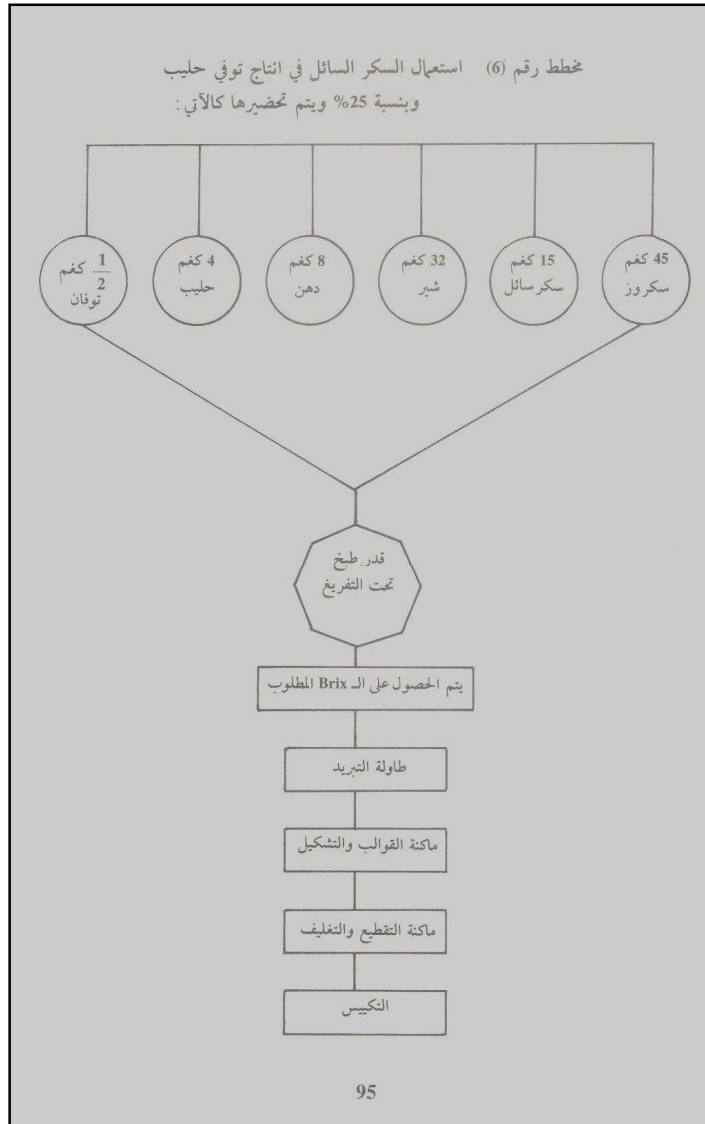 مخطط رقم (6) استعمال السكر السائل في انتاج توفي حليب
وبنسبة 25% ويتم تحضيرها كالآتي :
45 كغم
سكروز
15 كغم
سكر سائل
32 كغم
شير
8 كغم
دهن
4 كغم
حليب
1/2 كغم
توفان
قدر طبخ
تحت التفريغ
يتم الحصول على الـ Brix المطلوب
طاولة التبريد
ماكنة القوالب والتشكيل
ماكنة التقطيع والتغليف
التكييس
95